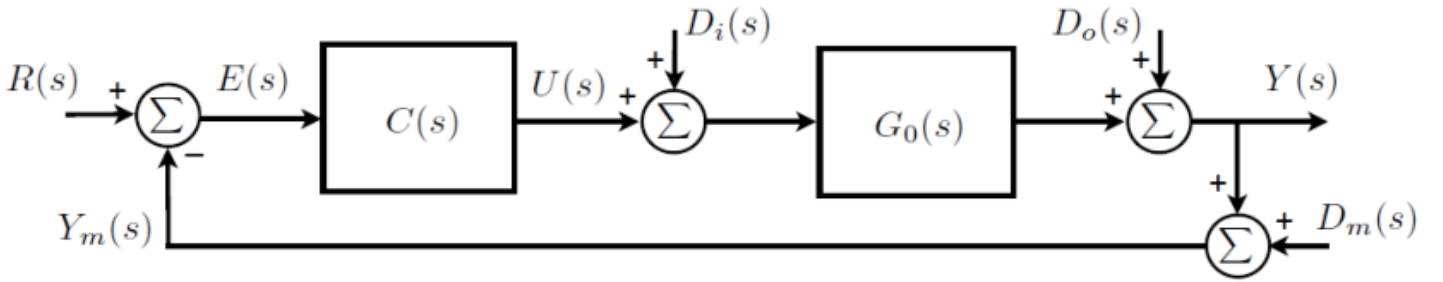 D_i(s) D_o(s)
R(s) + Σ E(s) C(s) U(s) + + Σ G_0(s) + + Σ Y(s)
−
Y_m(s) + Σ + D_m(s)